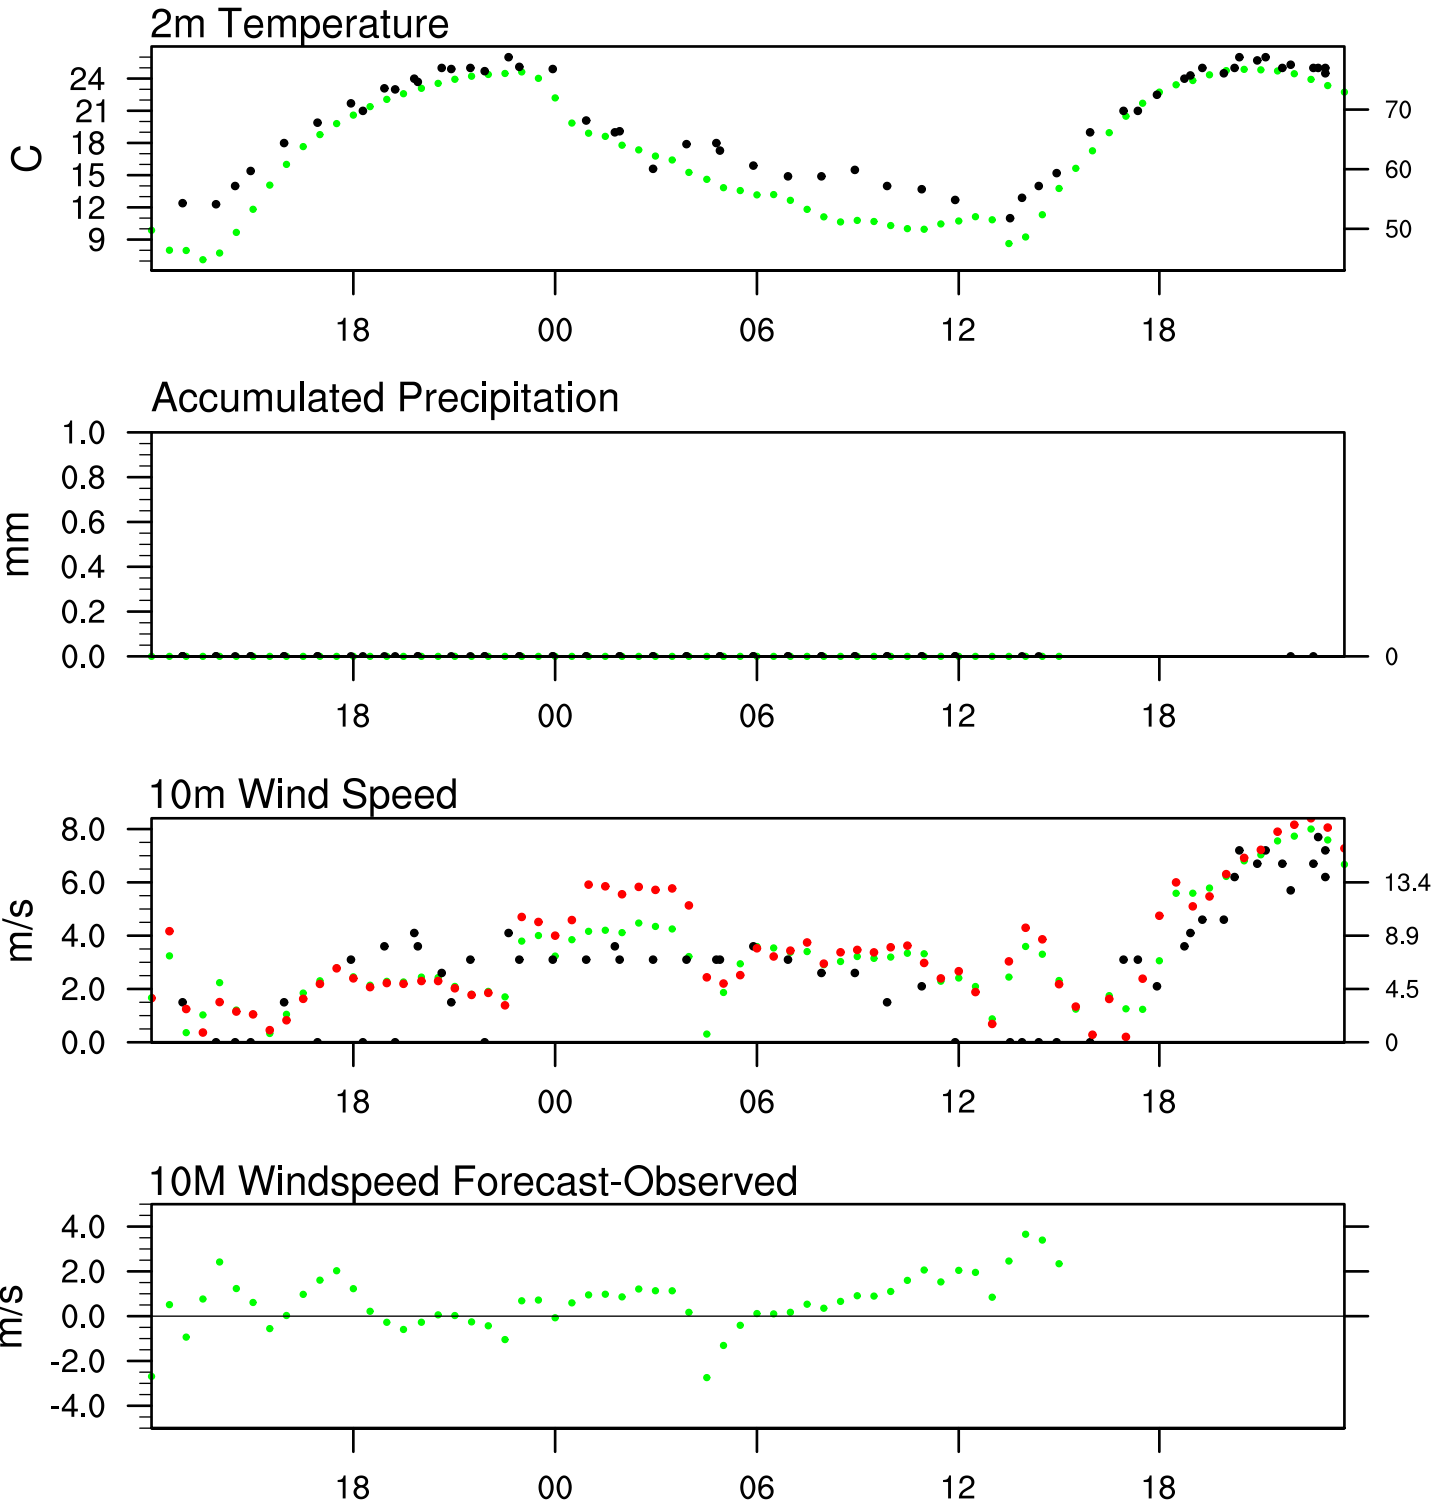 2m Temperature
24
21
18
15
12
9
C
70
60
50
18 00 06 12 18
Accumulated Precipitation
1.0
0.8
0.6
0.4
0.2
0.0
mm
0
18 00 06 12 18
10m Wind Speed
8.0
6.0
4.0
2.0
0.0
m/s
13.4
8.9
4.5
0
18 00 06 12 18
10M Windspeed Forecast-Observed
4.0
2.0
0.0
-2.0
-4.0
m/s
18 00 06 12 18